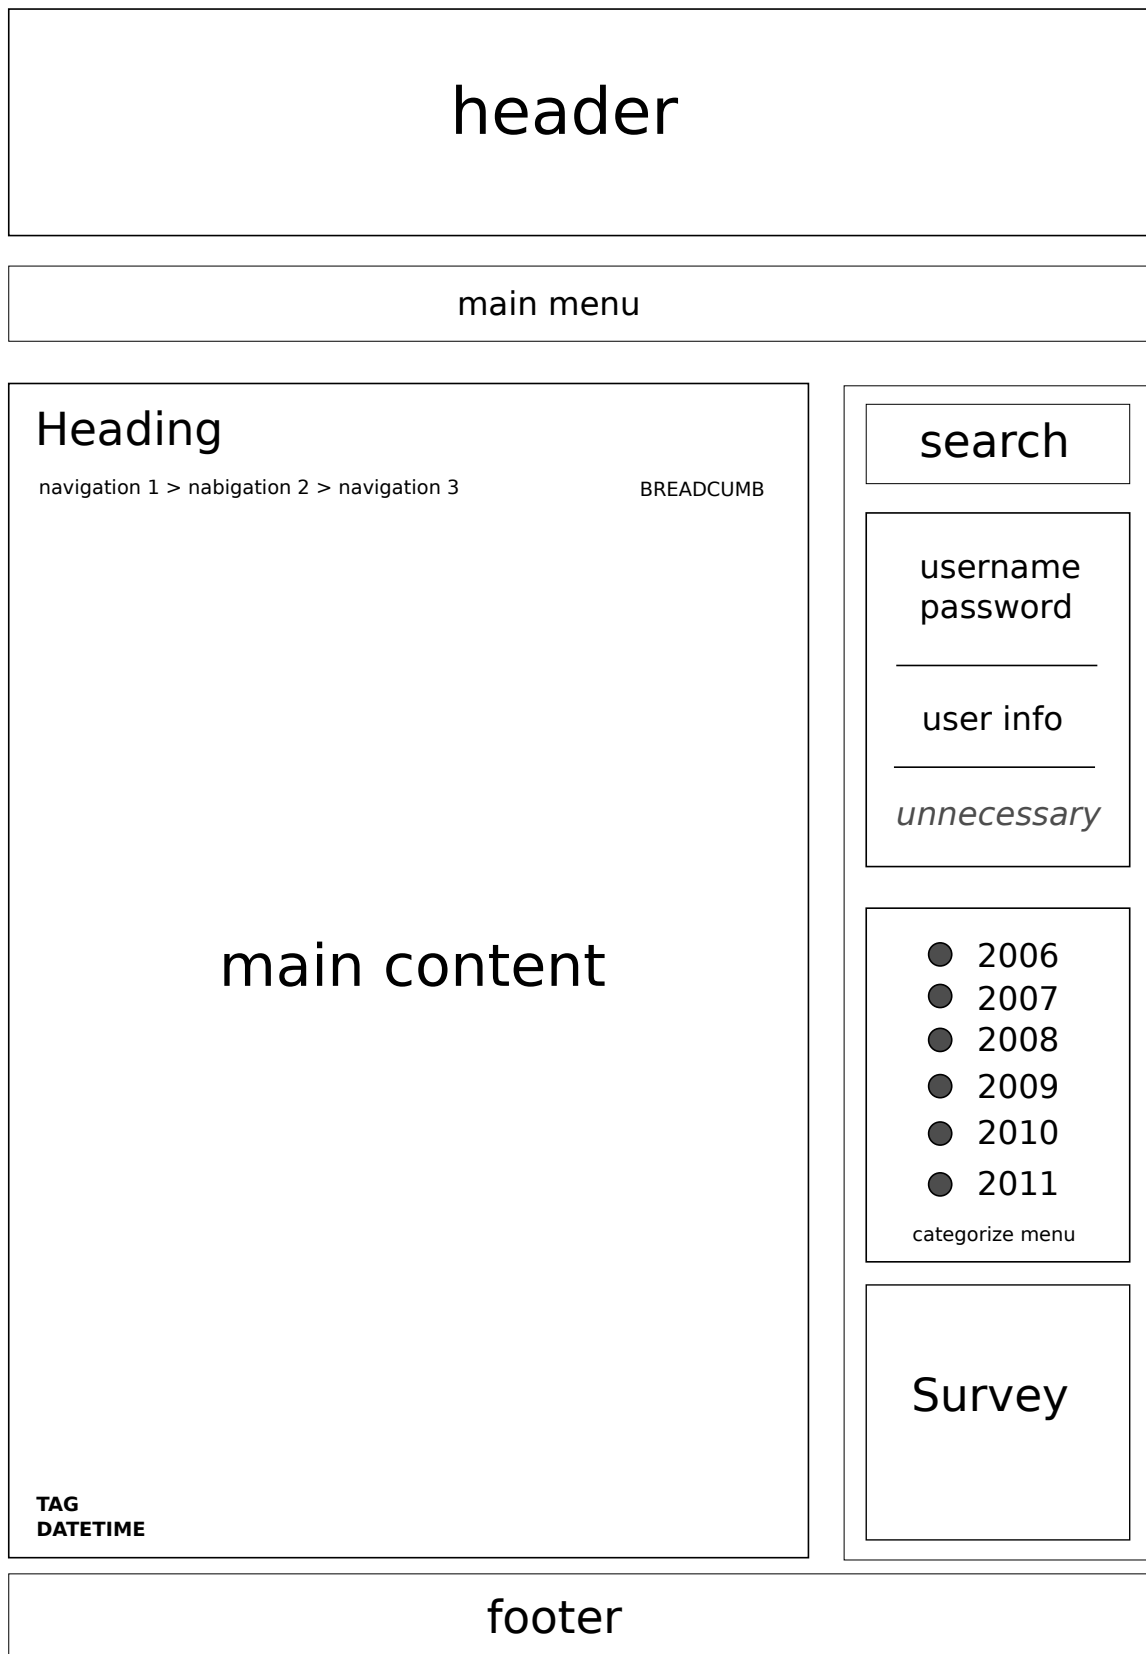 header
main menu
Heading
navigation 1 > nabigation 2 > navigation 3
BREADCUMB
main content
TAG
DATETIME
search
username
password
user info
unnecessary
2006
2007
2008
2009
2010
2011
categorize menu
Survey
footer